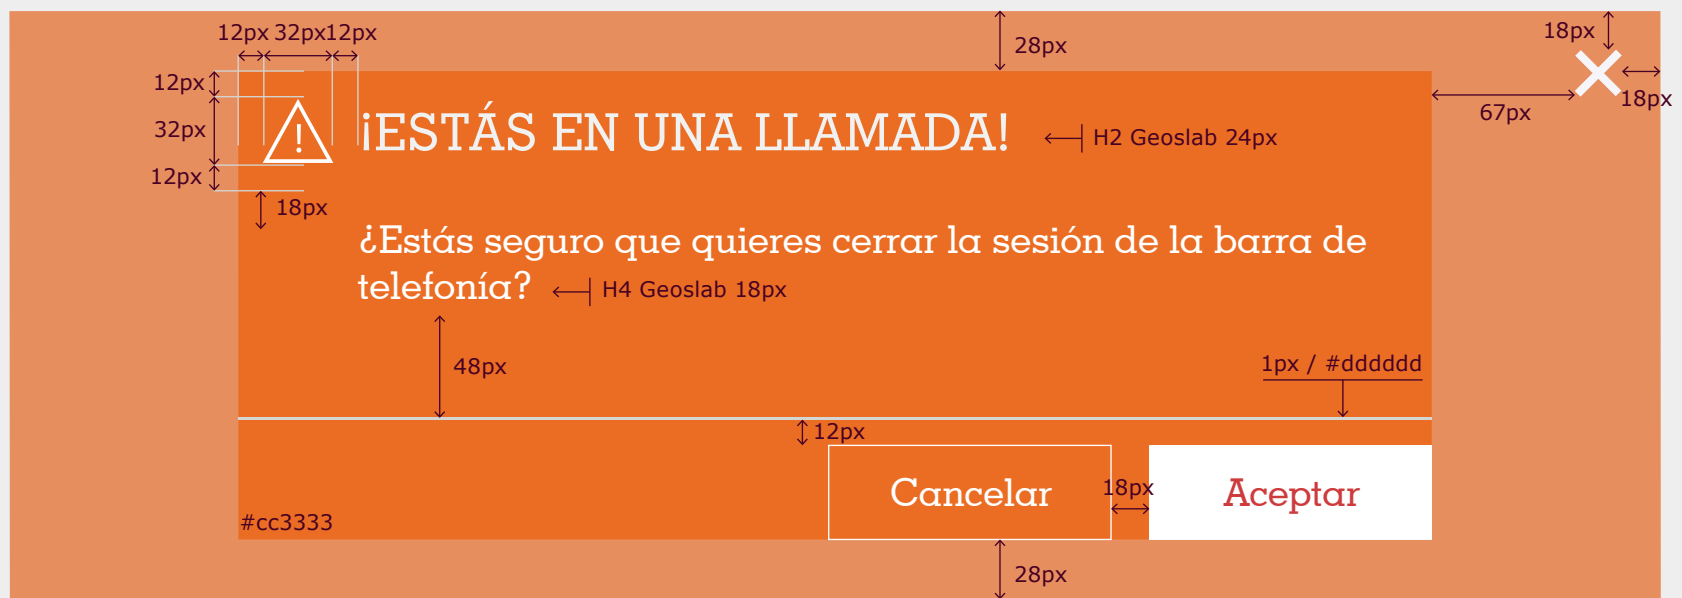 12px 32px 12px
28px
18px
12px
18px
67px
32px
¡ESTÁS EN UNA LLAMADA!
H2 Geoslab 24px
12px
18px
¿Estás seguro que quieres cerrar la sesión de la barra de
telefonía?
H4 Geoslab 18px
48px
1px / #dddddd
12px
Cancelar
18px
Aceptar
#cc3333
28px